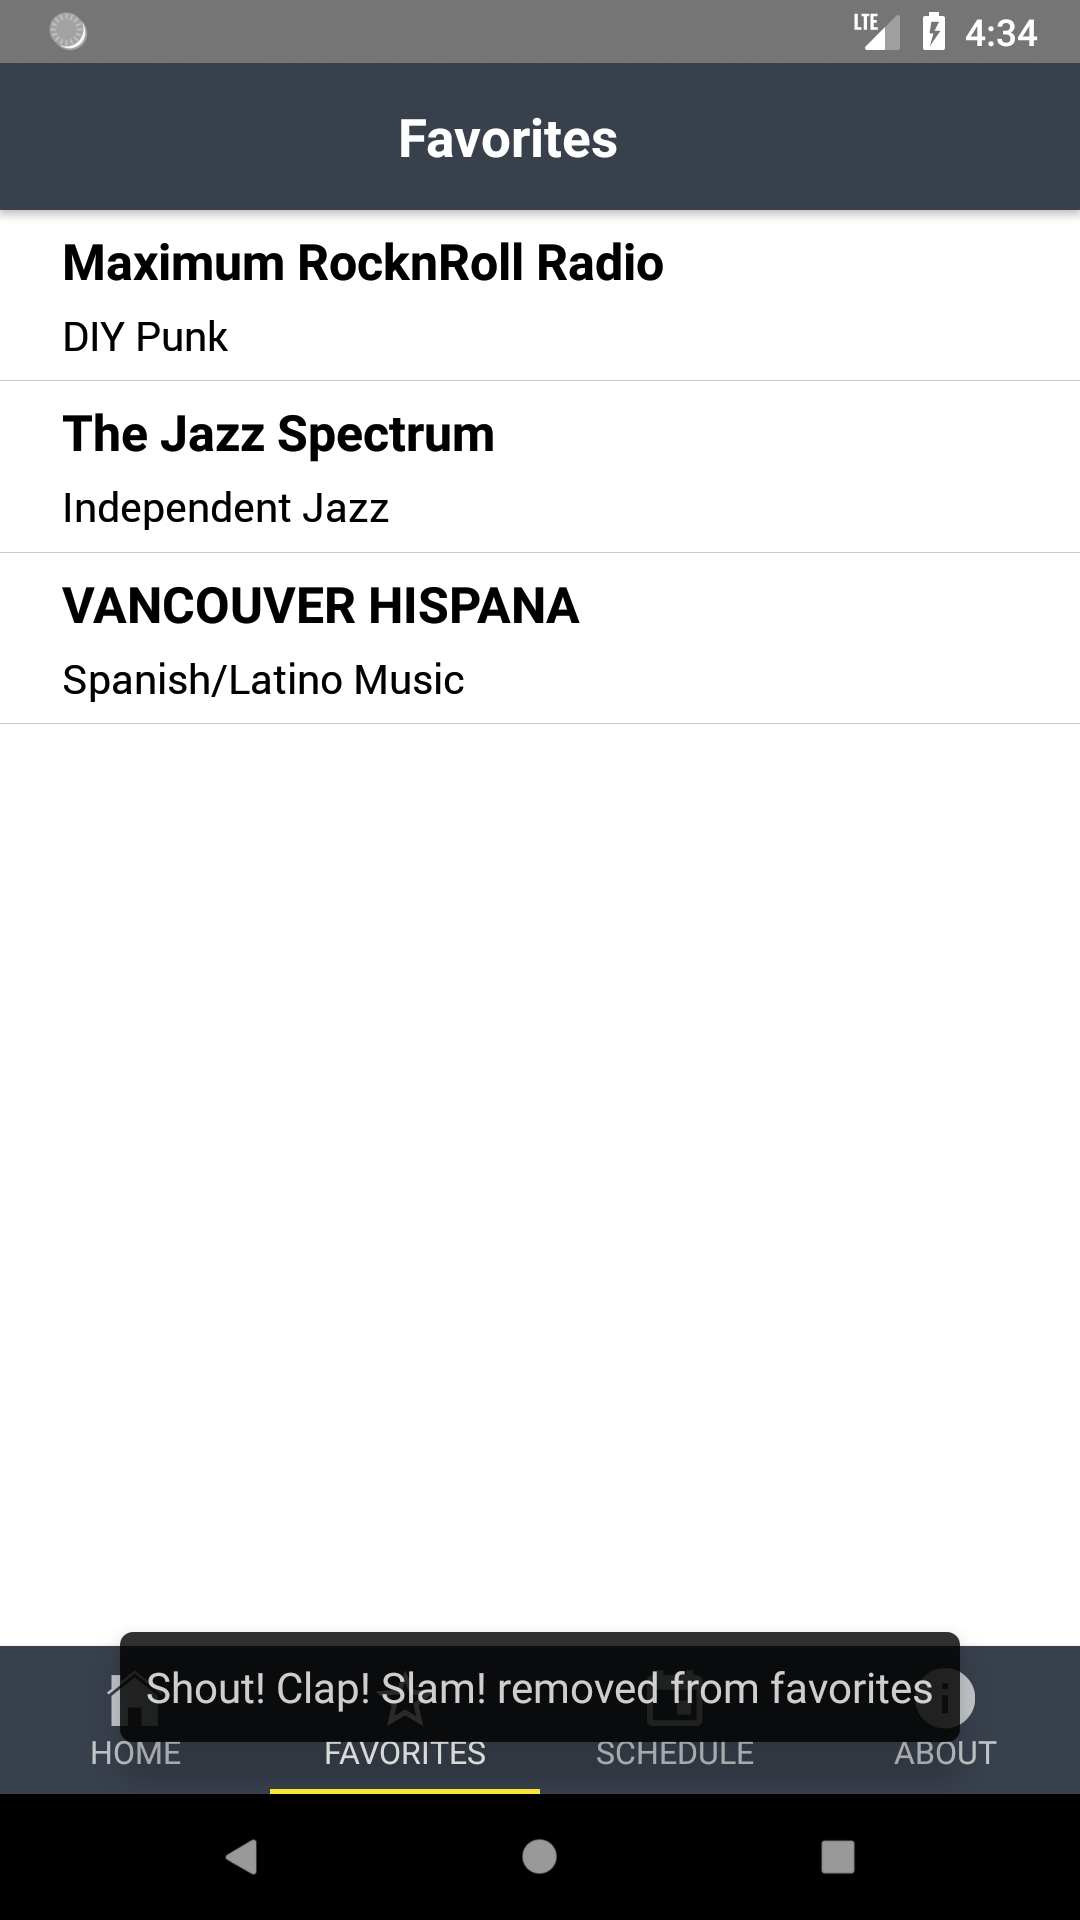 LTE 4:34
Favorites
Maximum RocknRoll Radio
DIY Punk
The Jazz Spectrum
Independent Jazz
VANCOUVER HISPANA
Spanish/Latino Music
Shout! Clap! Slam! removed from favorites
HOME FAVORITES SCHEDULE ABOUT